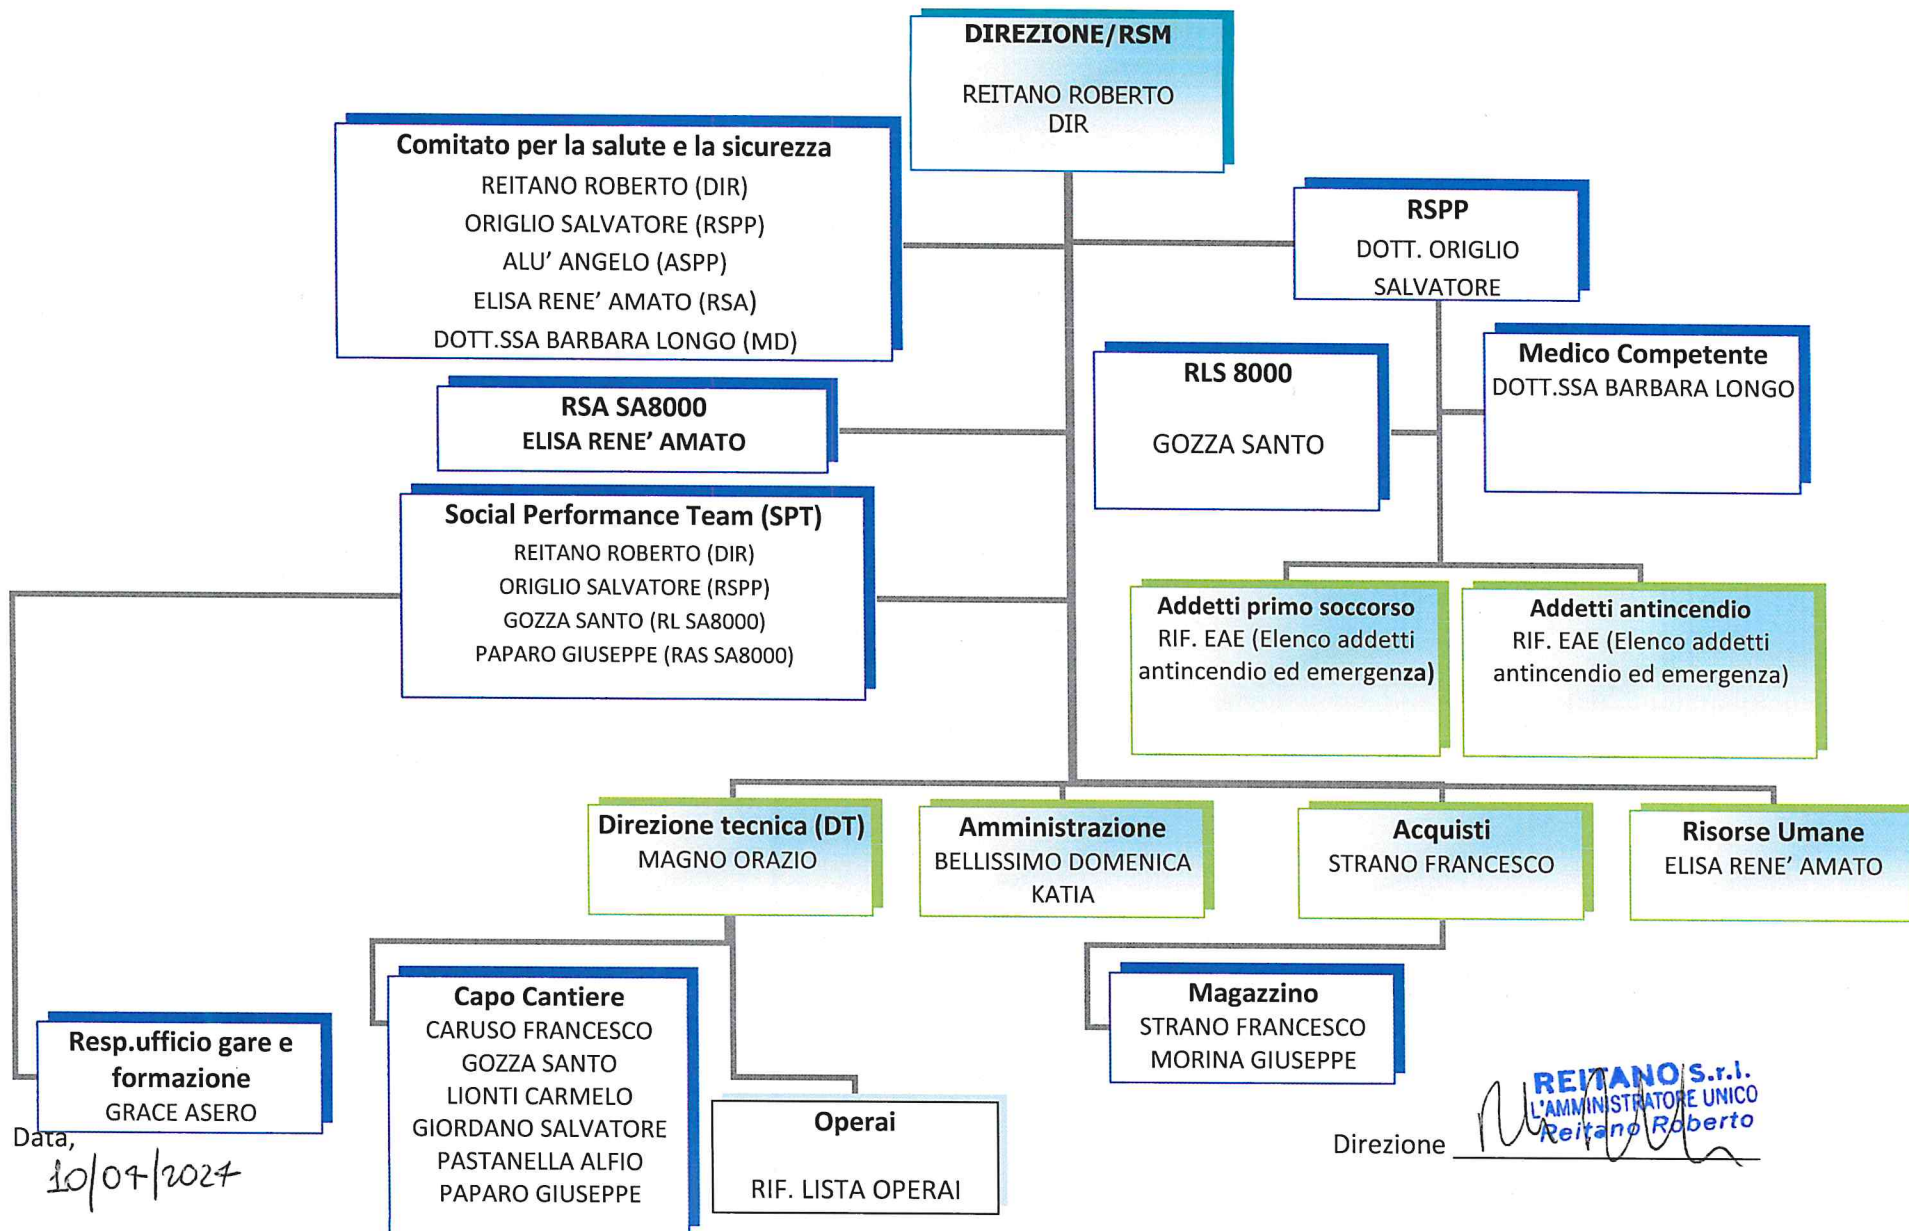 DIREZIONE/RSM
REITANO ROBERTO
DIR
Comitato per la salute e la sicurezza
REITANO ROBERTO (DIR)
ORIGLIO SALVATORE (RSPP)
ALU’ ANGELO (ASPP)
ELISA RENE’ AMATO (RSA)
DOTT.SSA BARBARA LONGO (MD)
RSPP
DOTT. ORIGLIO
SALVATORE
RLS 8000
GOZZA SANTO
Medico Competente
DOTT.SSA BARBARA LONGO
RSA SA8000
ELISA RENE’ AMATO
Social Performance Team (SPT)
REITANO ROBERTO (DIR)
ORIGLIO SALVATORE (RSPP)
GOZZA SANTO (RL SA8000)
PAPARO GIUSEPPE (RAS SA8000)
Addetti primo soccorso
RIF. EAE (Elenco addetti
antincendio ed emergenza)
Addetti antincendio
RIF. EAE (Elenco addetti
antincendio ed emergenza)
Direzione tecnica (DT)
MAGNO ORAZIO
Amministrazione
BELLISSIMO DOMENICA
KATIA
Acquisti
STRANO FRANCESCO
Risorse Umane
ELISA RENE’ AMATO
Resp.ufficio gare e
formazione
GRACE ASERO
Capo Cantiere
CARUSO FRANCESCO
GOZZA SANTO
LIONTI CARMELO
GIORDANO SALVATORE
PASTANELLA ALFIO
PAPARO GIUSEPPE
Operai
RIF. LISTA OPERAI
Magazzino
STRANO FRANCESCO
MORINA GIUSEPPE
Data,
10/04/2024
Direzione
REITANO S.r.l.
L'AMMINISTRATORE UNICO
Reitano Roberto